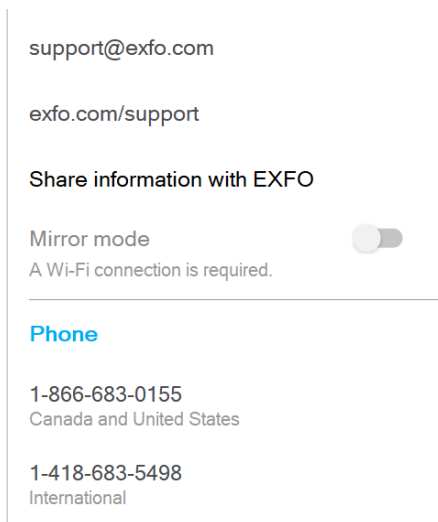 support@exfo.com
exfo.com/support
Share information with EXFO
Mirror mode
A Wi-Fi connection is required.
Phone
1-866-683-0155
Canada and United States
1-418-683-5498
International